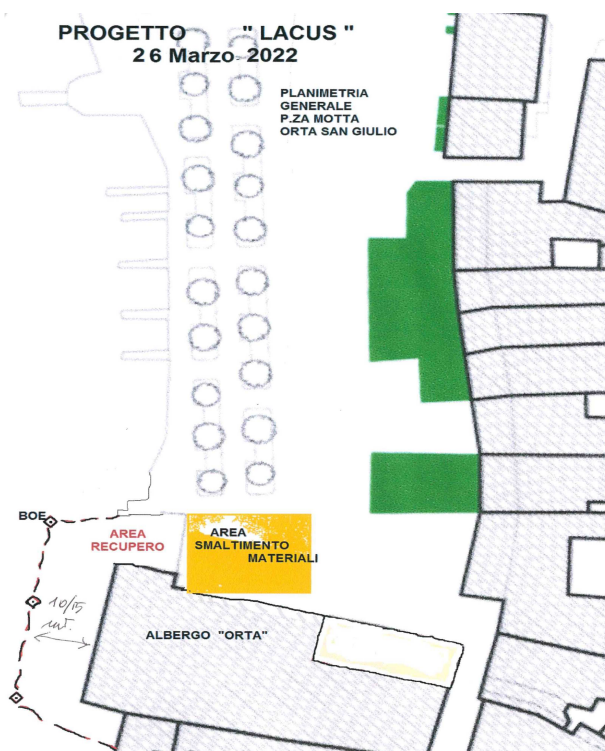 PROGETTO " LACUS "
26 Marzo 2022
PLANIMETRIA
GENERALE
P.ZA MOTTA
ORTA SAN GIULIO
BOE
AREA
RECUPERO
AREA
SMALTIMENTO
MATERIALI
10/15
mt.
ALBERGO "ORTA"